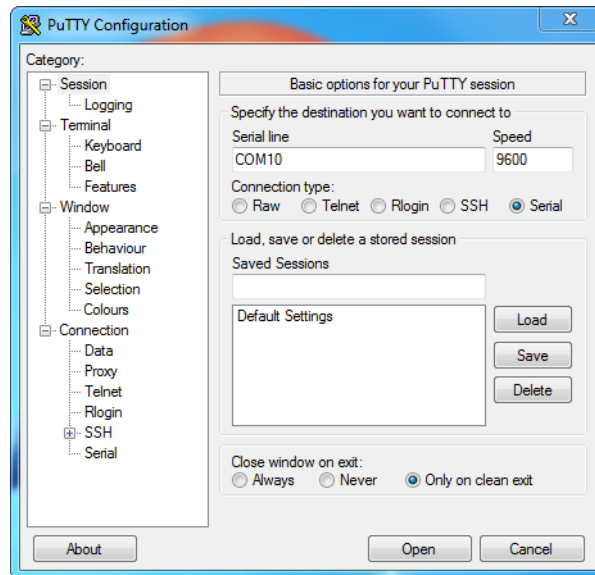 PuTTY Configuration
Category:
Session
Logging
Terminal
Keyboard
Bell
Features
Window
Appearance
Behaviour
Translation
Selection
Colours
Connection
Data
Proxy
Telnet
Rlogin
SSH
Serial
Basic options for your PuTTY session
Specify the destination you want to connect to
Serial line Speed
COM10 9600
Connection type:
Raw Telnet Rlogin SSH Serial
Load, save or delete a stored session
Saved Sessions
Default Settings
Load
Save
Delete
Close window on exit:
Always Never Only on clean exit
About Open Cancel